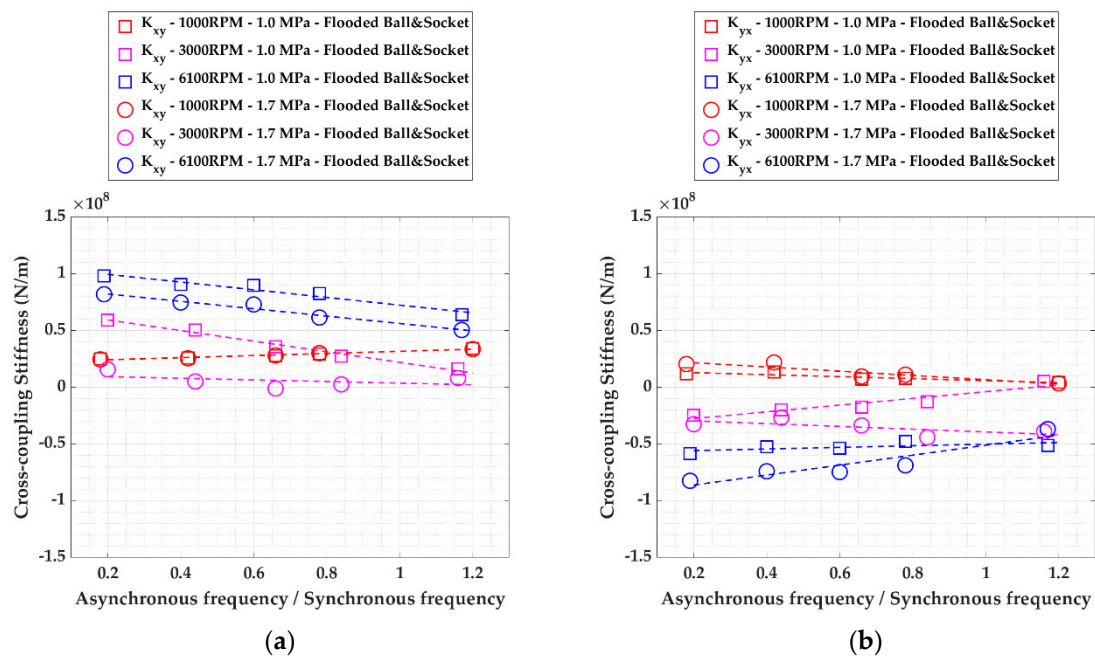 K_xy - 1000RPM - 1.0 MPa - Flooded Ball&Socket
K_xy - 3000RPM - 1.0 MPa - Flooded Ball&Socket
K_xy - 6100RPM - 1.0 MPa - Flooded Ball&Socket
K_xy - 1000RPM - 1.7 MPa - Flooded Ball&Socket
K_xy - 3000RPM - 1.7 MPa - Flooded Ball&Socket
K_xy - 6100RPM - 1.7 MPa - Flooded Ball&Socket
×10^8
1.5
1
0.5
0
-0.5
-1
-1.5
Cross-coupling Stiffness (N/m)
0.2 0.4 0.6 0.8 1 1.2
Asynchronous frequency / Synchronous frequency
(a)
K_yx - 1000RPM - 1.0 MPa - Flooded Ball&Socket
K_yx - 3000RPM - 1.0 MPa - Flooded Ball&Socket
K_yx - 6100RPM - 1.0 MPa - Flooded Ball&Socket
K_yx - 1000RPM - 1.7 MPa - Flooded Ball&Socket
K_yx - 3000RPM - 1.7 MPa - Flooded Ball&Socket
K_yx - 6100RPM - 1.7 MPa - Flooded Ball&Socket
×10^8
1.5
1
0.5
0
-0.5
-1
-1.5
Cross-coupling Stiffness (N/m)
0.2 0.4 0.6 0.8 1 1.2
Asynchronous frequency / Synchronous frequency
(b)